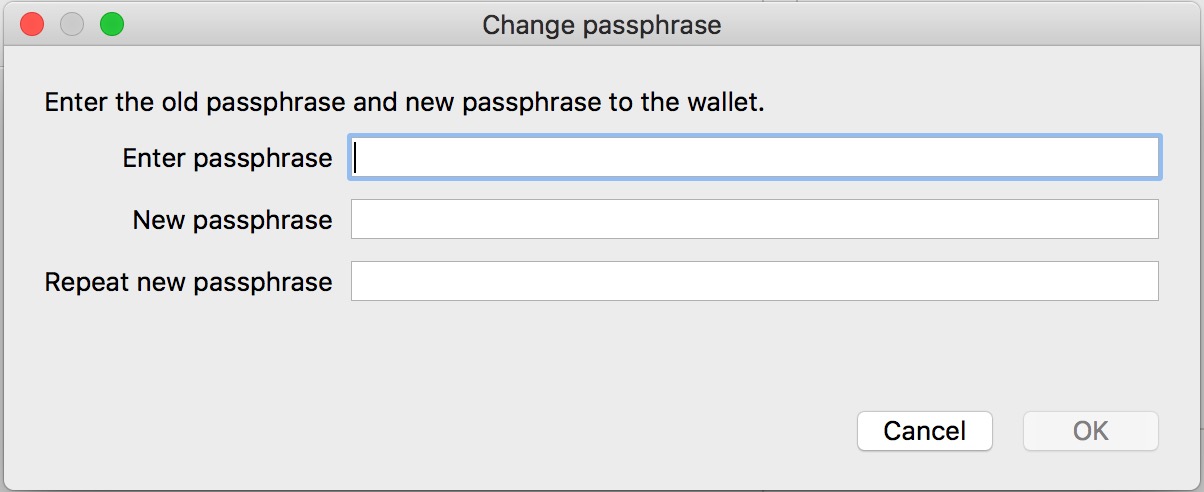 Change passphrase
Enter the old passphrase and new passphrase to the wallet.
Enter passphrase
New passphrase
Repeat new passphrase
Cancel OK